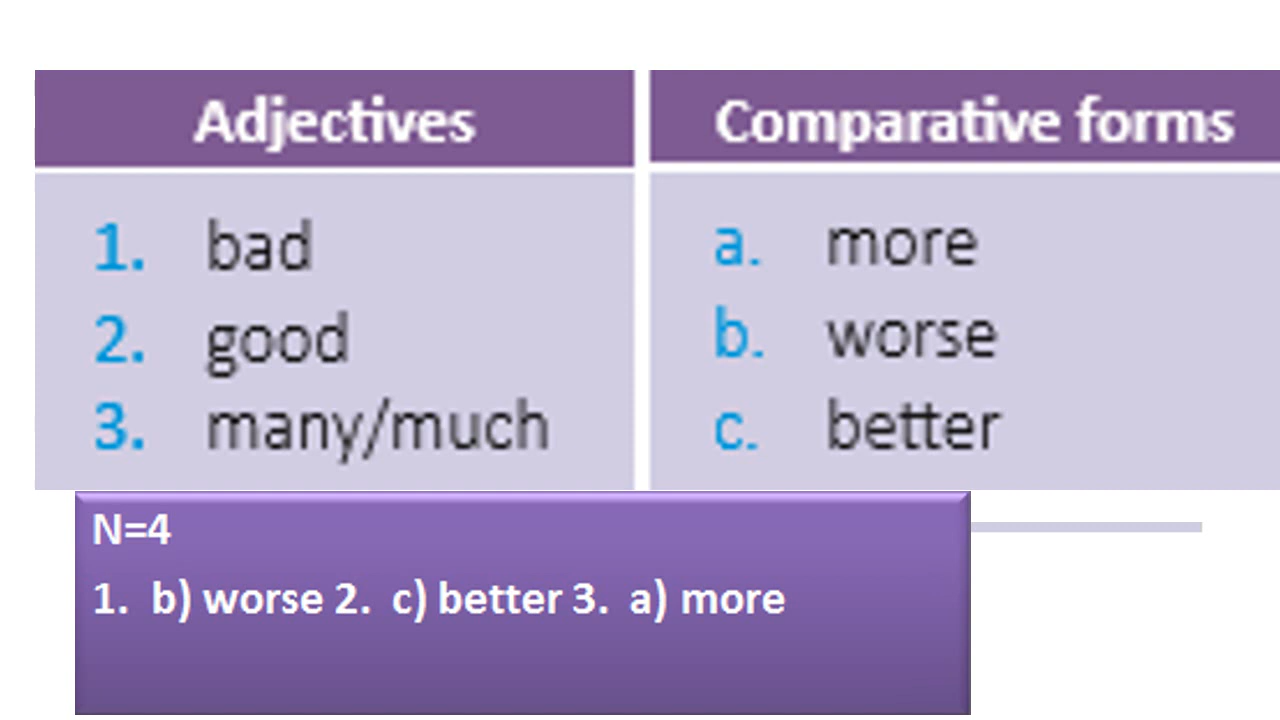 Adjectives
1. bad
2. good
3. many/much
Comparative forms
a. more
b. worse
c. better
N=4
1. b) worse 2. c) better 3. a) more